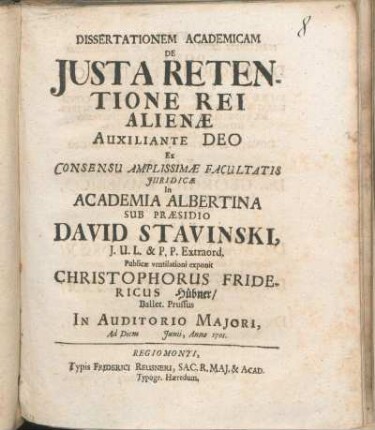 8
DISSERTATIONEM ACADEMICAM
DE
JUSTA RETEN-
TIONE REI
ALIENÆ
AUXILIANTE DEO
Ex
CONSENSU AMPLISSIMÆ FACULTATIS
JURIDICÆ
In
ACADEMIA ALBERTINA
SUB PRÆSIDIO
DAVID STAVINSKI,
J. U. L. & P. P. Extraord.
Publicæ ventilationi exponit
CHRISTOPHORUS FRIDE-
RICUS Hübner/
Ballet. Prussus
IN AUDITORIO MAJORI,
Ad Diem Junii, Anno 1701.
REGIOMONTI,
Typis FRIDERICI REUSNERI, SAC. R. MAJ. & ACAD.
Typogr. Hæredum,